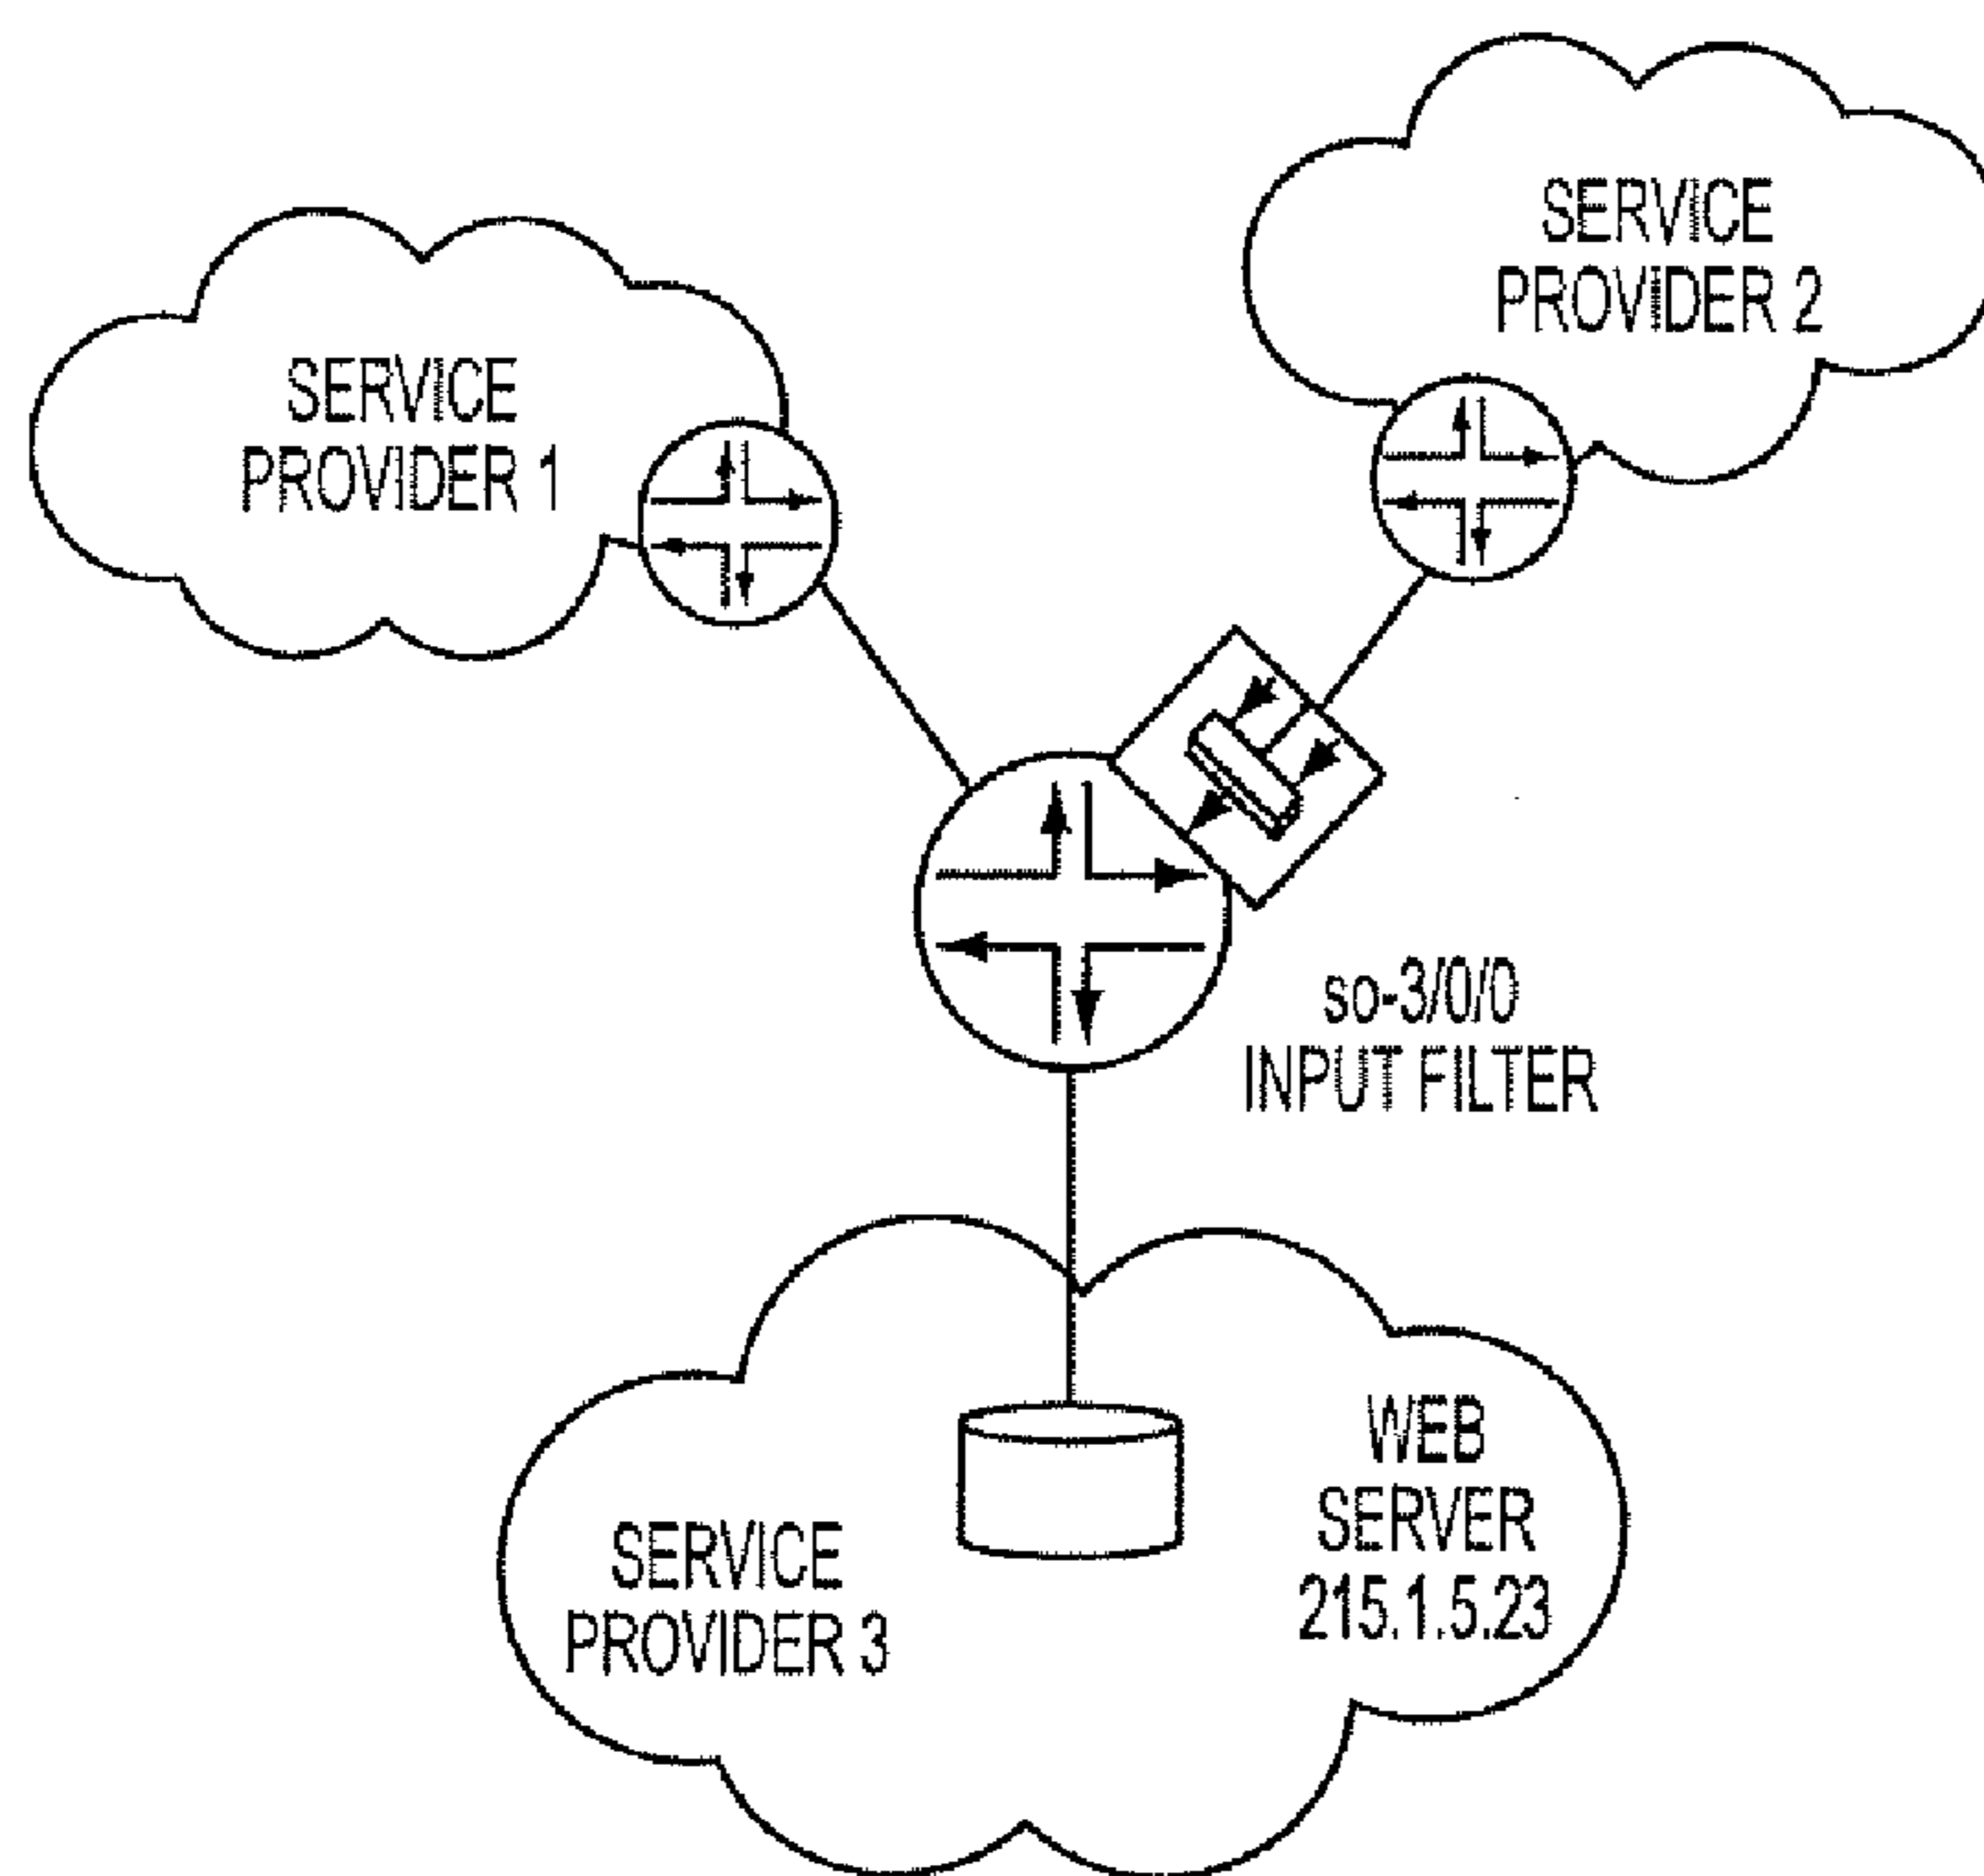 SERVICE
PROVIDER 2
SERVICE
PROVIDER 1
so-3/0/0
INPUT FILTER
WEB
SERVER
215.1.5.23
SERVICE
PROVIDER 3